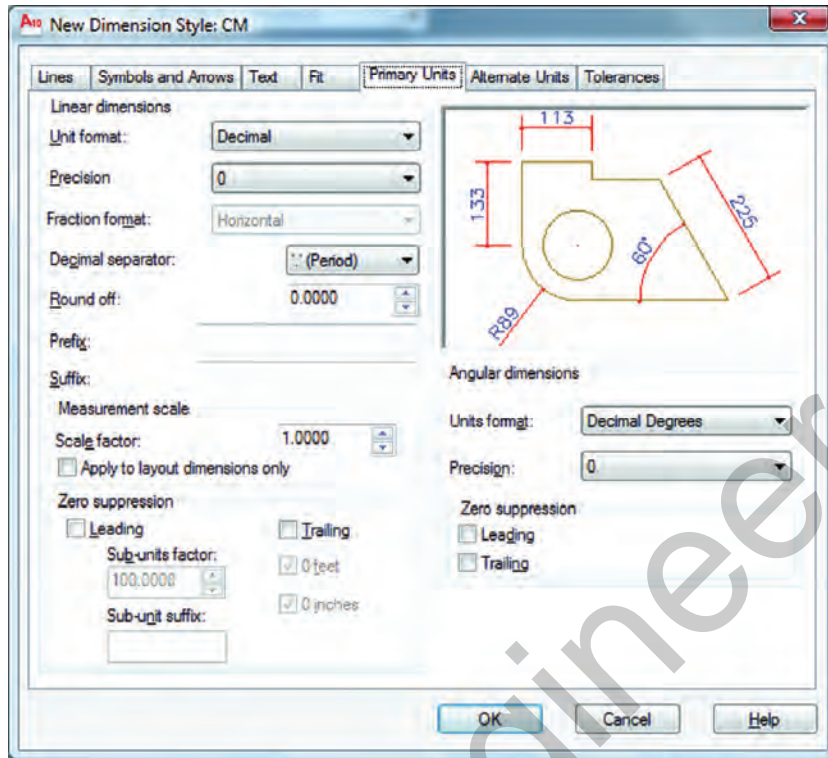 A10 New Dimension Style: CM
Lines Symbols and Arrows Text Fit Primary Units Alternate Units Tolerances
Linear dimensions
Unit format: Decimal
Precision 0
Fraction format: Horizontal
Decimal separator: '.' (Period)
Round off: 0.0000
Prefix:
Suffix:
Measurement scale
Scale factor: 1.0000
Apply to layout dimensions only
Zero suppression
Leading Trailing
Sub-units factor: 0 feet
100.0000 0 inches
Sub-unit suffix:
113
133
225
60°
R89
Angular dimensions
Units format: Decimal Degrees
Precision: 0
Zero suppression
Leading
Trailing
OK Cancel Help